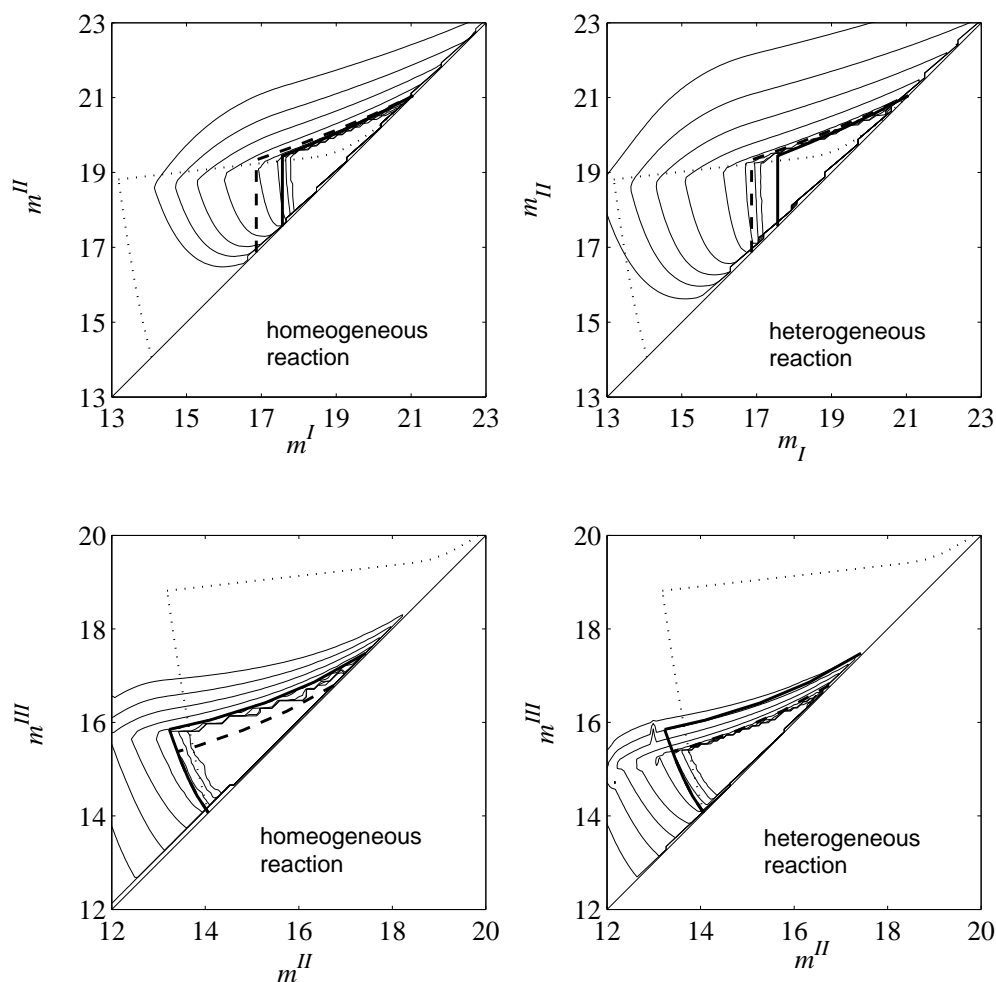 23
21
19
17
15
13
m^II
13 15 17 19 21 23
m^I
homeogeneous
reaction
23
21
19
17
15
13
m_II
13 15 17 19 21 23
m_I
heterogeneous
reaction
20
18
16
14
12
m^III
12 14 16 18 20
m^II
homeogeneous
reaction
20
18
16
14
12
m^III
12 14 16 18 20
m^II
heterogeneous
reaction